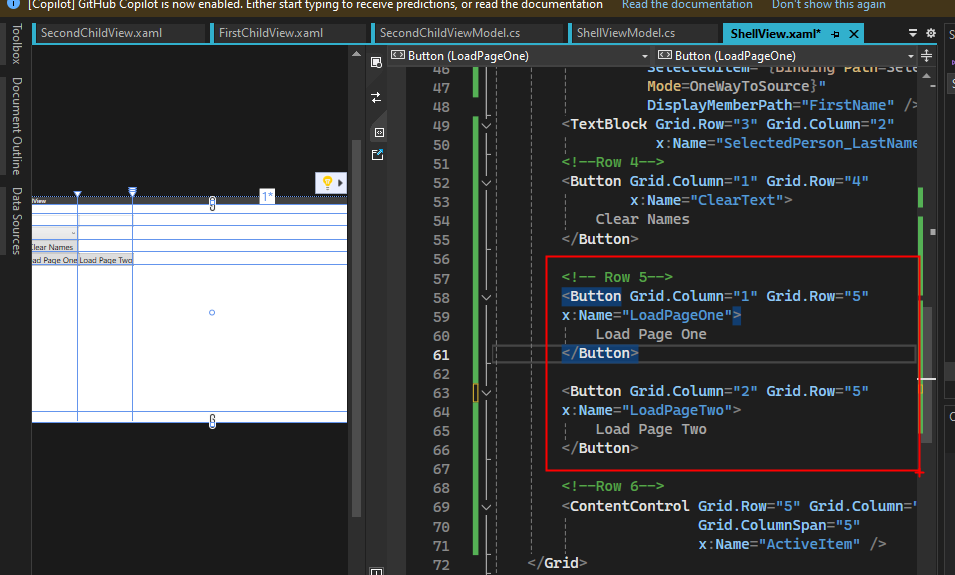 [Copilot] GitHub Copilot is now enabled. Either start typing to receive predictions, or read the documentation Read the documentation Don't show this again
Toolbox
Document Outline
Data Sources
SecondChildView.xaml FirstChildView.xaml SecondChildViewModel.cs ShellViewModel.cs ShellView.xaml*
Button (LoadPageOne) Button (LoadPageOne)
1*
Clear Names
ad Page One Load Page Two
46 SelectedItem="{Binding Path=Sele
47 Mode=OneWayToSource}"
48 DisplayMemberPath="FirstName" />
49 <TextBlock Grid.Row="3" Grid.Column="2"
50 x:Name="SelectedPerson_LastName
51 <!--Row 4-->
52 <Button Grid.Column="1" Grid.Row="4"
53 x:Name="ClearText">
54 Clear Names
55 </Button>
56
57 <!-- Row 5-->
58 <Button Grid.Column="1" Grid.Row="5"
59 x:Name="LoadPageOne">
60 Load Page One
61 </Button>
62
63 <Button Grid.Column="2" Grid.Row="5"
64 x:Name="LoadPageTwo">
65 Load Page Two
66 </Button>
67
68 <!--Row 6-->
69 <ContentControl Grid.Row="5" Grid.Column="
70 Grid.ColumnSpan="5"
71 x:Name="ActiveItem" />
72 </Grid>